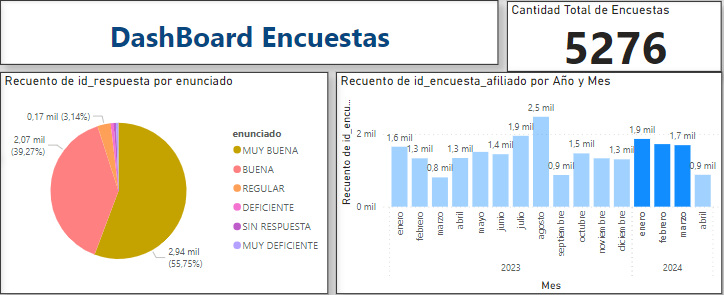 DashBoard Encuestas
Cantidad Total de Encuestas
5276
Recuento de id_respuesta por enunciado
0,17 mil (3,14%)
2,07 mil
(39,27%)
2,94 mil
(55,75%)
enunciado
MUY BUENA
BUENA
REGULAR
DEFICIENTE
SIN RESPUESTA
MUY DEFICIENTE
Recuento de id_encuesta_afiliado por Año y Mes
Recuento de id_encu...
2 mil
0 mil
1,6 mil
1,3 mil
0,8 mil
1,3 mil
1,4 mil
1,9 mil
2,5 mil
0,9 mil
1,5 mil
1,3 mil
1,9 mil
1,7 mil
0,9 mil
enero
febrero
marzo
abril
mayo
junio
julio
agosto
septiembre
octubre
noviembre
diciembre
enero
febrero
marzo
abril
2023
2024
Mes